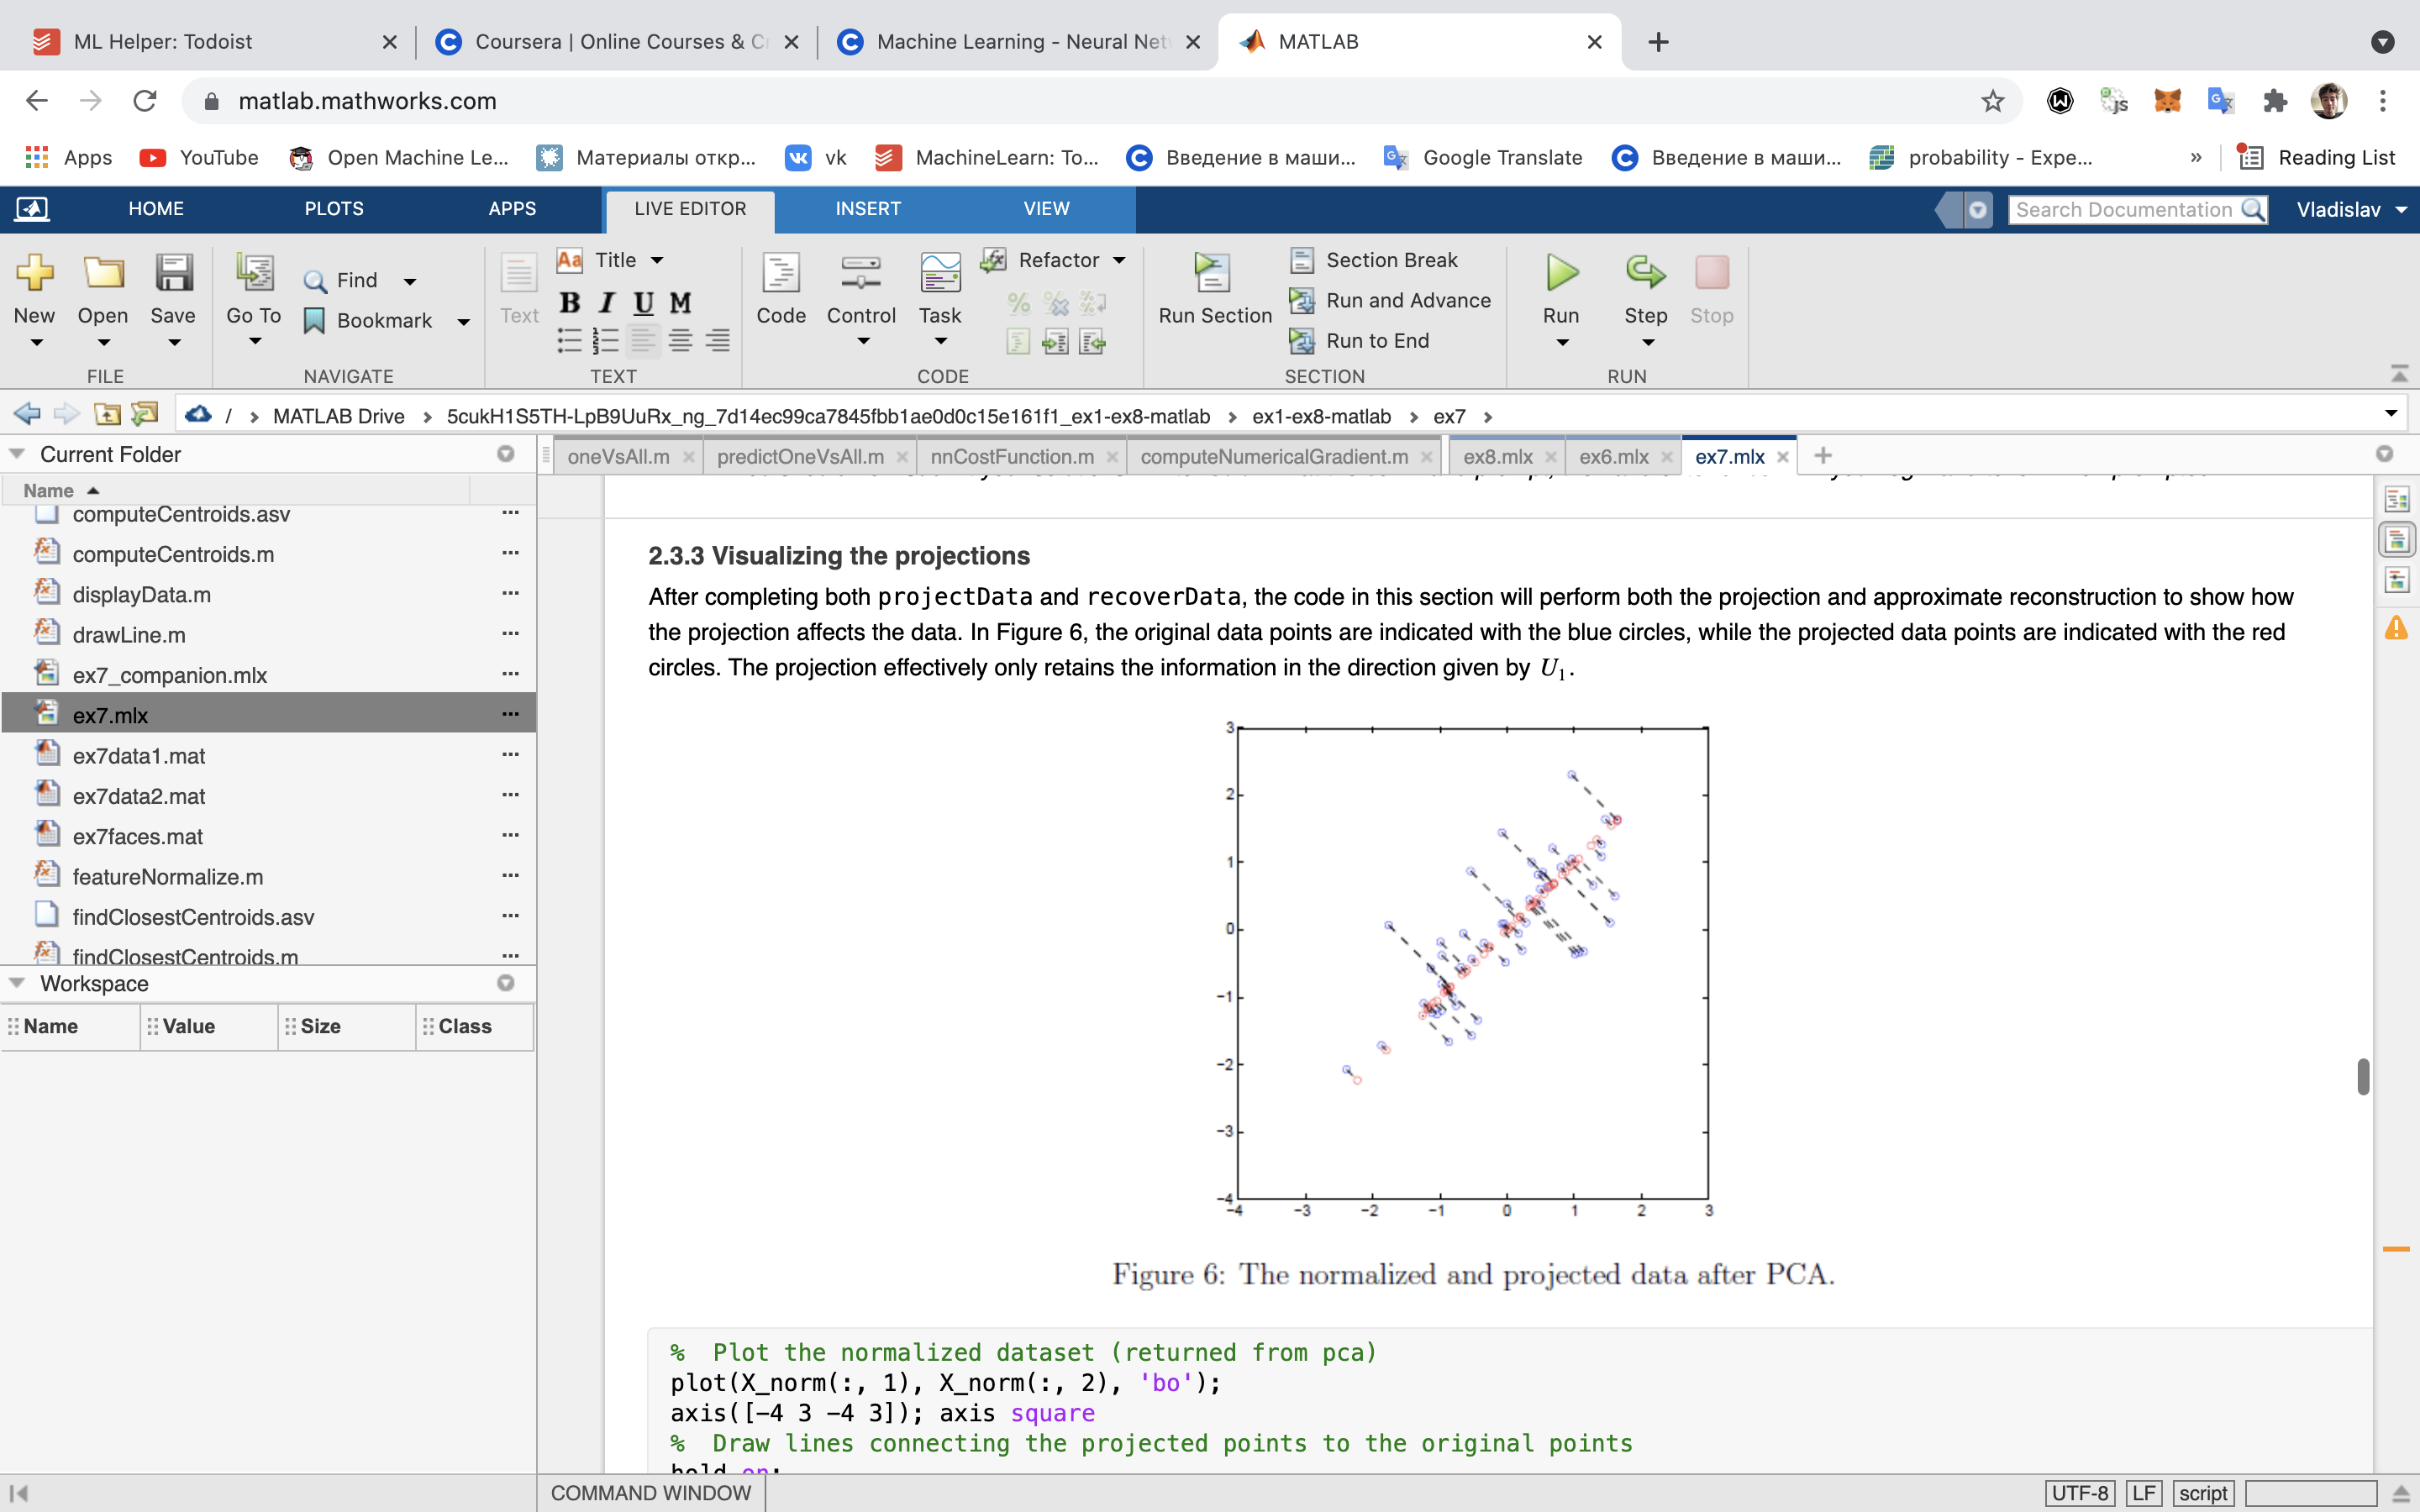 ML Helper: Todoist
Coursera | Online Courses & Cr
Machine Learning - Neural Net
MATLAB
matlab.mathworks.com
Apps
YouTube
Open Machine Le...
Материалы откр...
vk
MachineLearn: To...
Введение в маши...
Google Translate
Введение в маши...
probability - Expe...
»
Reading List
HOME
PLOTS
APPS
LIVE EDITOR
INSERT
VIEW
Search Documentation
Vladislav
New
Open
Save
FILE
Go To
Find
Bookmark
NAVIGATE
Text
Aa Title
B I U M
TEXT
Code
Control
Task
Refactor
CODE
Run Section
Section Break
Run and Advance
Run to End
SECTION
Run
Step
Stop
RUN
/ › MATLAB Drive › 5cukH1S5TH-LpB9UuRx_ng_7d14ec99ca7845fbb1ae0d0c15e161f1_ex1-ex8-matlab › ex1-ex8-matlab › ex7 ›
Current Folder
Name
computeCentroids.asv
computeCentroids.m
displayData.m
drawLine.m
ex7_companion.mlx
ex7.mlx
ex7data1.mat
ex7data2.mat
ex7faces.mat
featureNormalize.m
findClosestCentroids.asv
findClosestCentroids.m
Workspace
Name
Value
Size
Class
oneVsAll.m
predictOneVsAll.m
nnCostFunction.m
computeNumericalGradient.m
ex8.mlx
ex6.mlx
ex7.mlx
2.3.3 Visualizing the projections
After completing both projectData and recoverData, the code in this section will perform both the projection and approximate reconstruction to show how
the projection affects the data. In Figure 6, the original data points are indicated with the blue circles, while the projected data points are indicated with the red
circles. The projection effectively only retains the information in the direction given by U₁.
3
2
1
0
−1
−2
−3
−4
−4 −3 −2 −1 0 1 2 3
Figure 6: The normalized and projected data after PCA.
%  Plot the normalized dataset (returned from pca)
plot(X_norm(:, 1), X_norm(:, 2), 'bo');
axis([-4 3 -4 3]); axis square
%  Draw lines connecting the projected points to the original points
hold on;
COMMAND WINDOW
UTF-8
LF
script